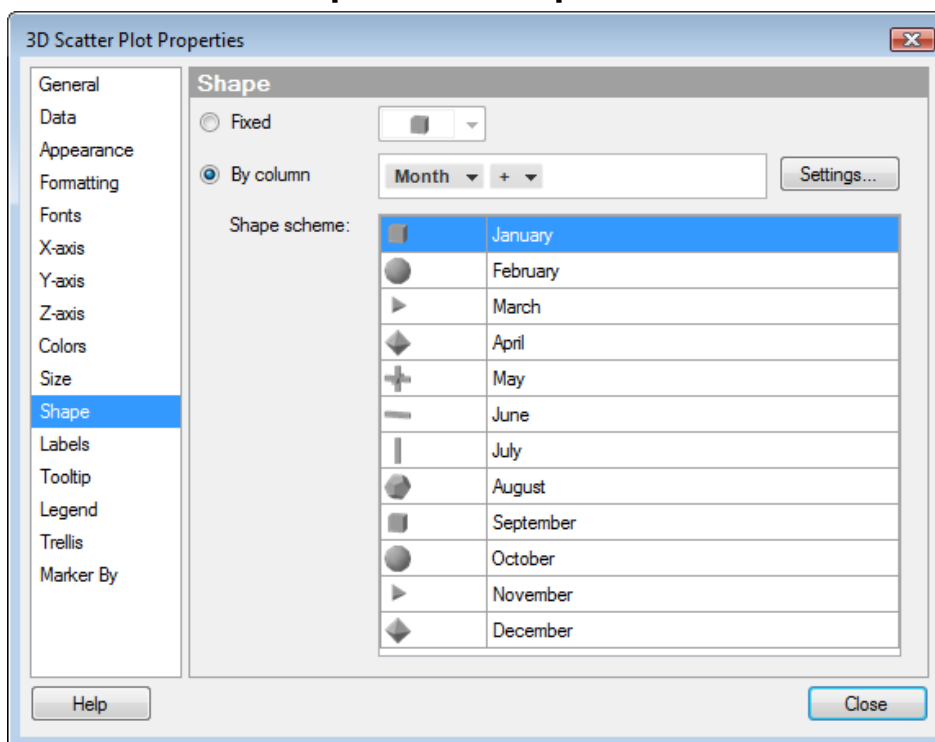 3D Scatter Plot Properties
General
Data
Appearance
Formatting
Fonts
X-axis
Y-axis
Z-axis
Colors
Size
Shape
Labels
Tooltip
Legend
Trellis
Marker By
Shape
Fixed
By column
Month
+
Settings...
Shape scheme:
January
February
March
April
May
June
July
August
September
October
November
December
Help
Close